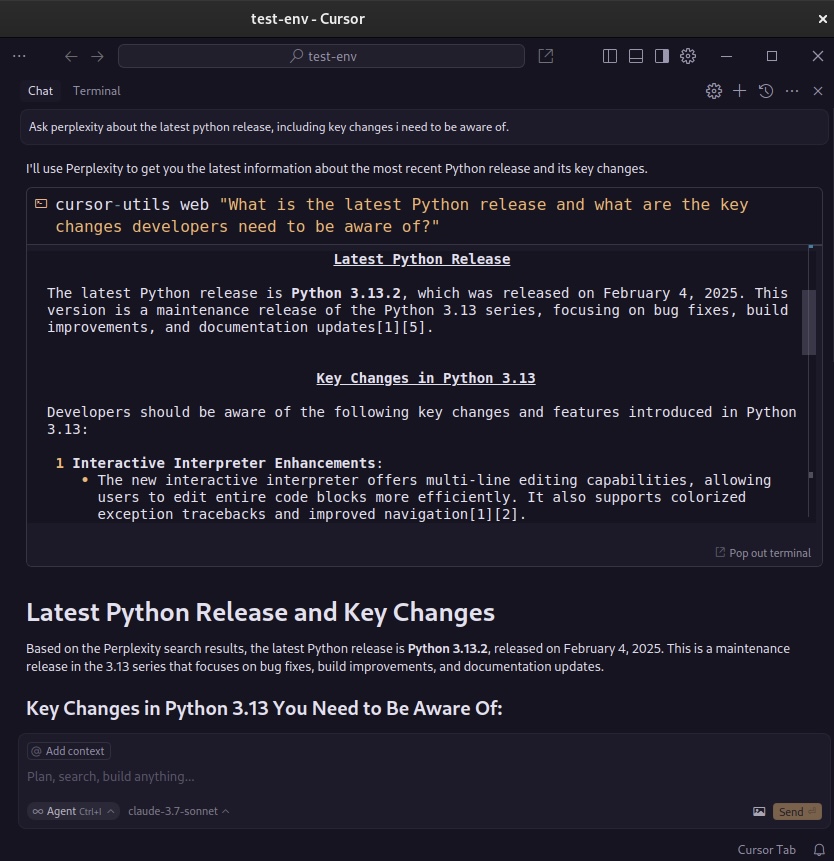 test-env - Cursor
test-env
Chat Terminal
Ask perplexity about the latest python release, including key changes i need to be aware of.
I'll use Perplexity to get you the latest information about the most recent Python release and its key changes.
cursor-utils web "What is the latest Python release and what are the key
changes developers need to be aware of?"
Latest Python Release
The latest Python release is Python 3.13.2, which was released on February 4, 2025. This
version is a maintenance release of the Python 3.13 series, focusing on bug fixes, build
improvements, and documentation updates[1][5].
Key Changes in Python 3.13
Developers should be aware of the following key changes and features introduced in Python
3.13:
1 Interactive Interpreter Enhancements:
• The new interactive interpreter offers multi-line editing capabilities, allowing
users to edit entire code blocks more efficiently. It also supports colorized
exception tracebacks and improved navigation[1][2].
Pop out terminal
Latest Python Release and Key Changes
Based on the Perplexity search results, the latest Python release is Python 3.13.2, released on February 4, 2025. This is a maintenance
release in the 3.13 series that focuses on bug fixes, build improvements, and documentation updates.
Key Changes in Python 3.13 You Need to Be Aware Of:
@ Add context
Plan, search, build anything...
∞ Agent Ctrl+I claude-3.7-sonnet Send
Cursor Tab